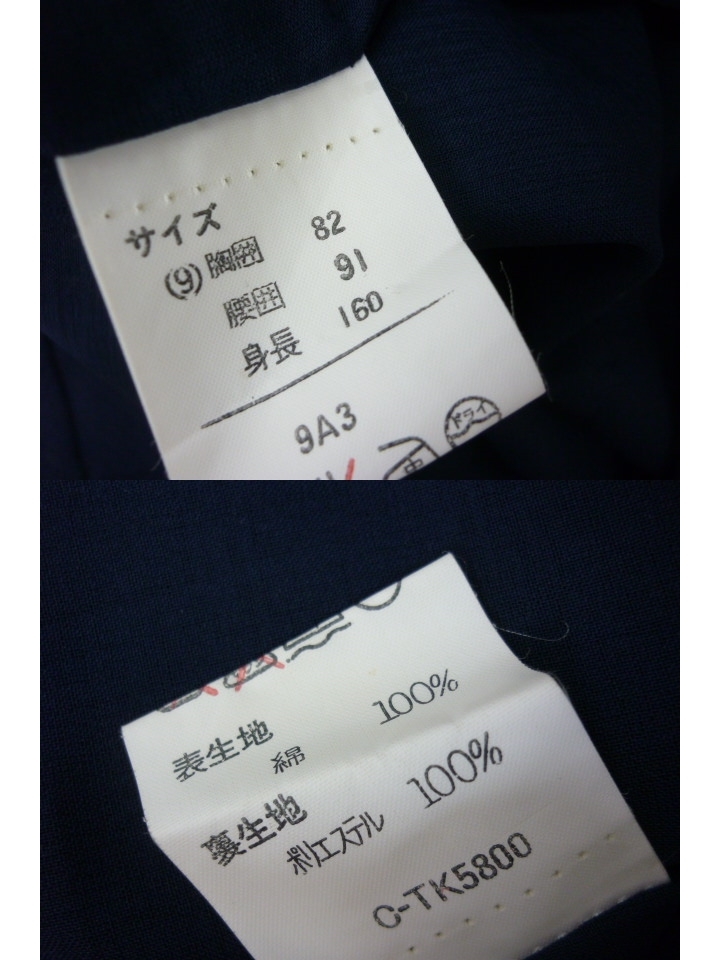 サイズ
(9)胸囲 82
腰囲 91
身長 160
9A3
ドライ
中
表生地
綿 100%
裏生地
ポリエステル 100%
C-TK5800